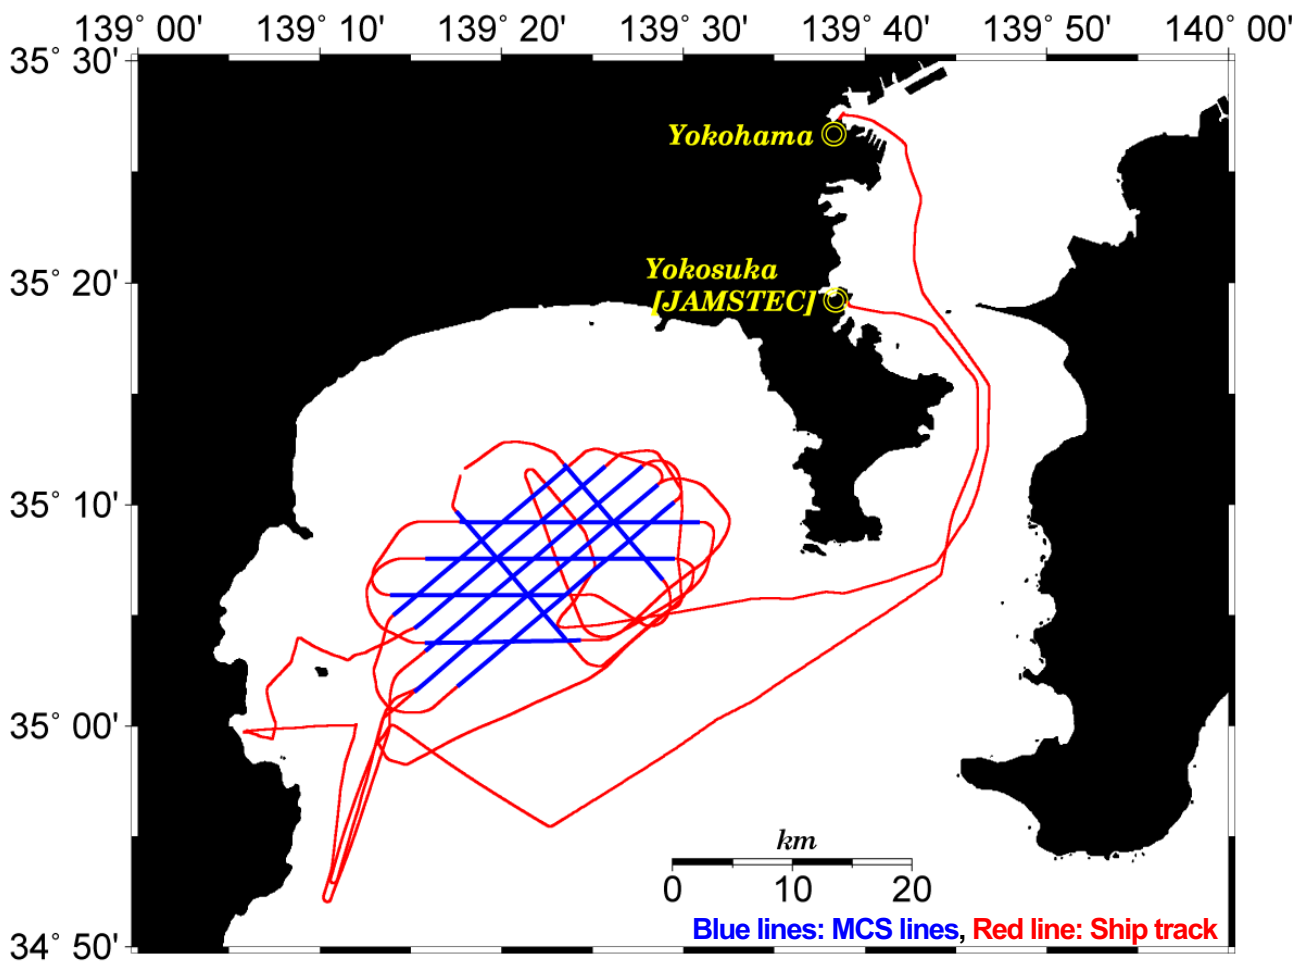 139° 00' 139° 10' 139° 20' 139° 30' 139° 40' 139° 50' 140° 00'
35° 30'
Yokohama
35° 20'
Yokosuka
[JAMSTEC]
35° 10'
35° 00'
km
0 10 20
Blue lines: MCS lines, Red line: Ship track
34° 50'